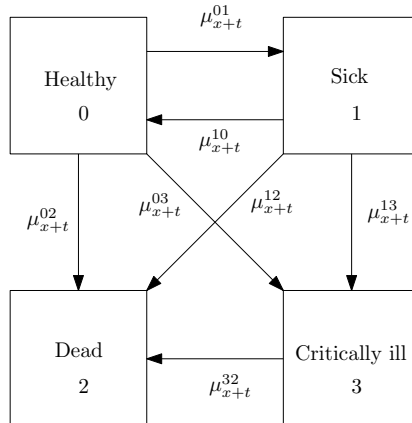 μ^{01}_{x+t}
Healthy
0
Sick
1
μ^{10}_{x+t}
μ^{02}_{x+t}
μ^{03}_{x+t}
μ^{12}_{x+t}
μ^{13}_{x+t}
Dead
2
Critically ill
3
μ^{32}_{x+t}